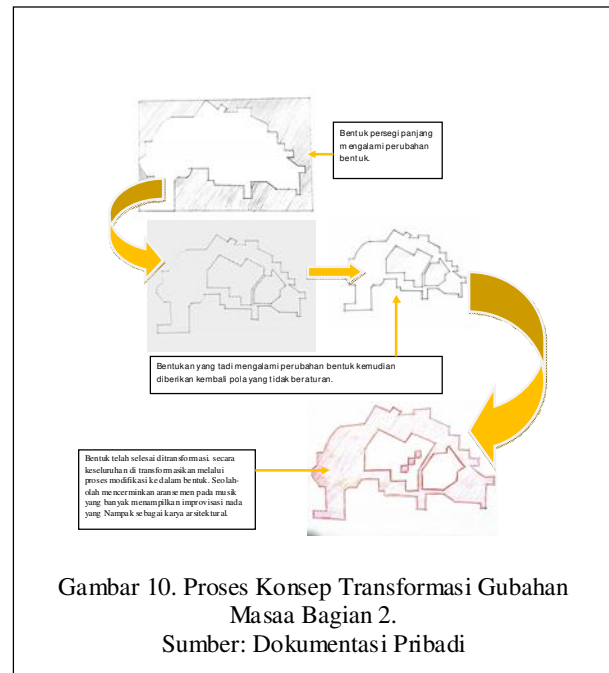 Bentuk persegi panjang
mengalami perubahan
bentuk.
Bentukan yang tadi mengalami perubahan bentuk kemudian
diberikan kembali pola yang tidak beraturan.
Bentuk telah selesai ditransformasi. secara
keseluruhan di transformasikan melalui
proses modifikasi ke dalam bentuk. Seolah-
olah mencerminkan aransemen pada musik
yang banyak menampilkan improvisasi nada
yang Nampak sebagai karya arsitektural.
Gambar 10. Proses Konsep Transformasi Gubahan
Masaa Bagian 2.
Sumber: Dokumentasi Pribadi